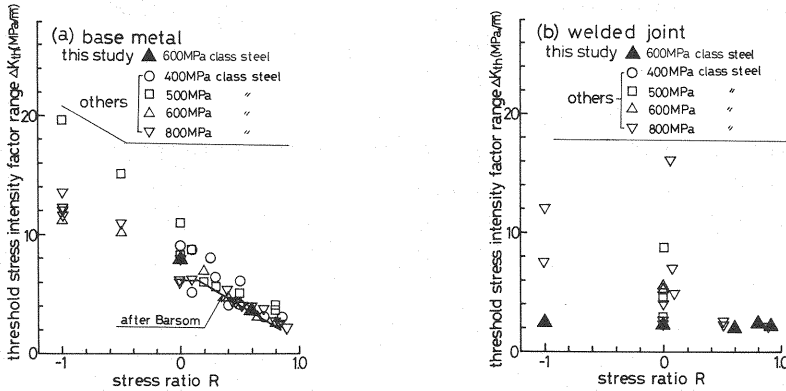 (a) base metal
this study ▲ 600MPa class steel
others
○ 400MPa class steel
□ 500MPa 〃
△ 600MPa 〃
▽ 800MPa 〃
threshold stress intensity factor range ΔKth(MPa√m)
20
10
0
after Barsom
-1 0 1.0
stress ratio R
(b) welded joint
this study ▲ 600MPa class steel
others
○ 400MPa class steel
□ 500MPa 〃
△ 600MPa 〃
▽ 800MPa 〃
threshold stress intensity factor range ΔKth(MPa√m)
20
10
0
-1 0 1.0
stress ratio R